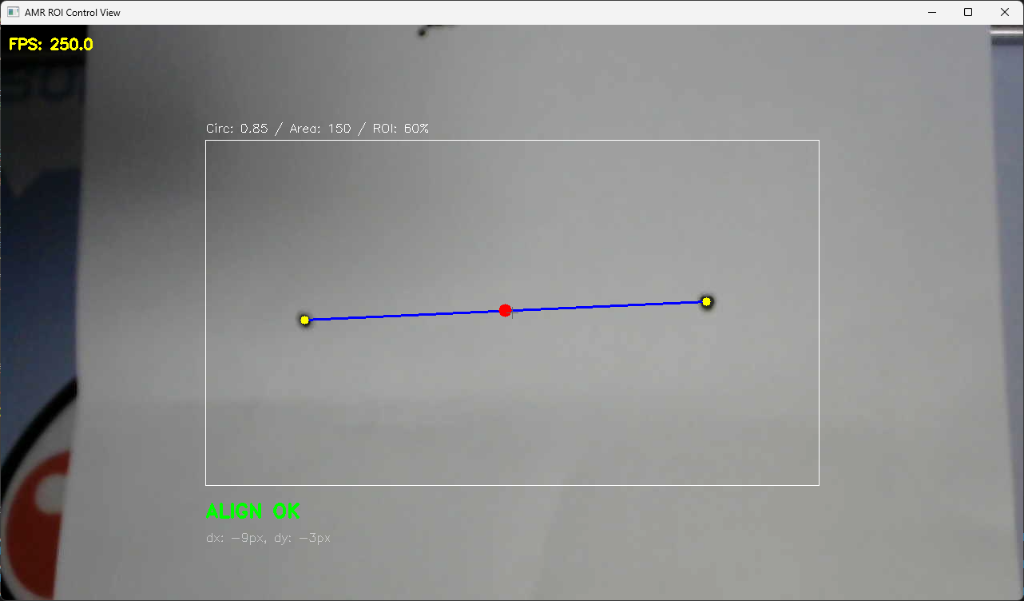 AMR ROI Control View
FPS: 250.0
Circ: 0.85 / Area: 150 / ROI: 60%
ALIGN OK
dx: -9px, dy: -3px